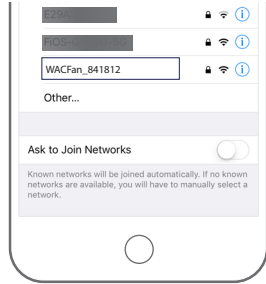 WACFan_841812
Other...
Ask to Join Networks
Known networks will be joined automatically. If no known
networks are available, you will have to manually select a
network.